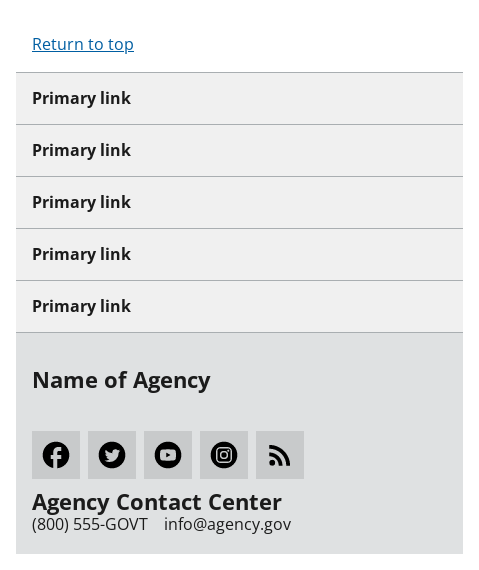 Return to top
Primary link
Primary link
Primary link
Primary link
Primary link
Name of Agency
Agency Contact Center
(800) 555-GOVT info@agency.gov